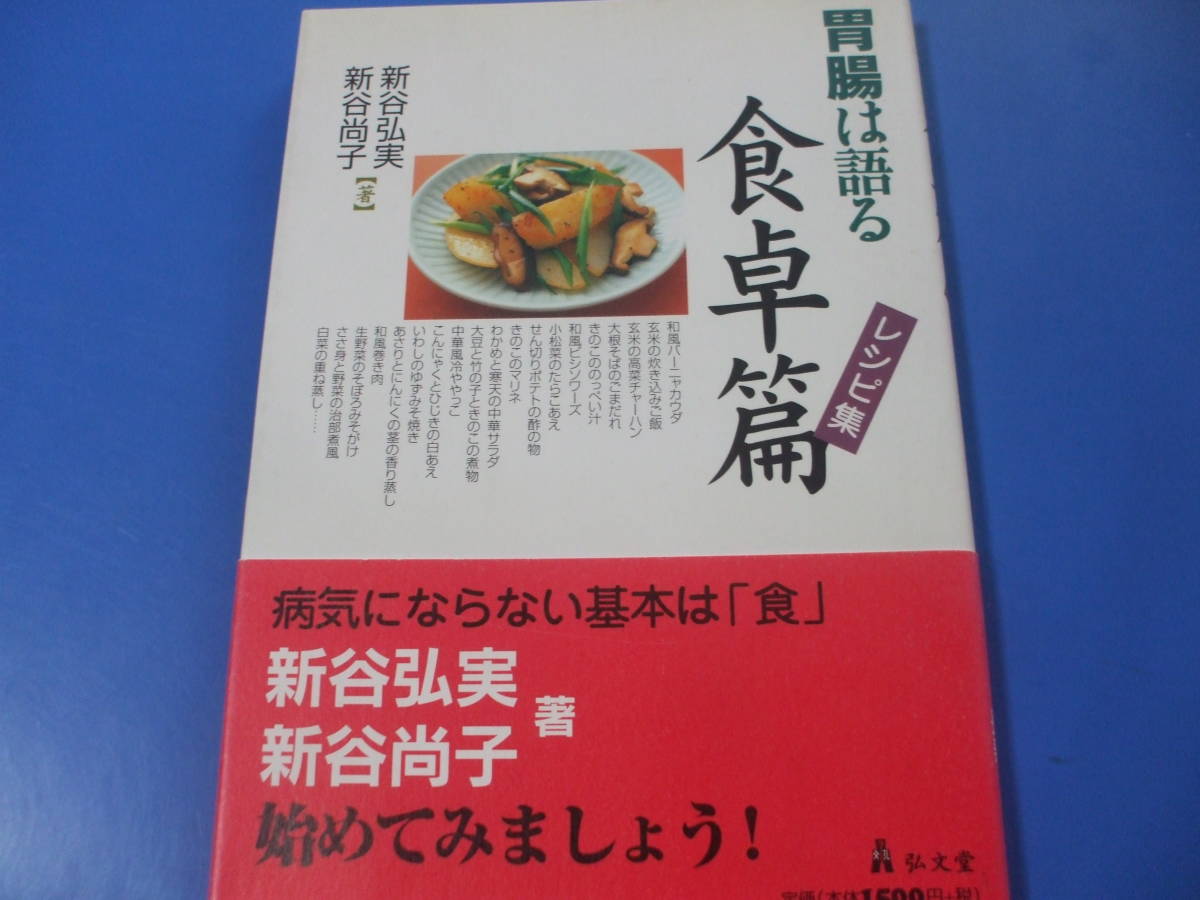 胃腸は語る
食卓篇
レシピ集
新谷弘実
新谷尚子
【著】
和風バーニャカウダ
玄米の炊き込みご飯
玄米の高菜チャーハン
大根そばのごまだれ
きのこののっぺい汁
和風ビシソワーズ
小松菜のたらこあえ
せん切りポテトの酢の物
きのこのマリネ
わかめと寒天の中華サラダ
大豆と竹の子ときのこの煮物
中華風冷ややっこ
こんにゃくとひじきの白あえ
いわしのゆずみそ焼き
あさりとにんにくの茎の香り蒸し
和風巻き肉
生野菜のそぼろみそがけ
ささ身と野菜の治部煮風
白菜の重ね蒸し……
病気にならない基本は「食」
新谷弘実
新谷尚子
著
始めてみましょう!
弘文堂
定価(本体1500円+税)